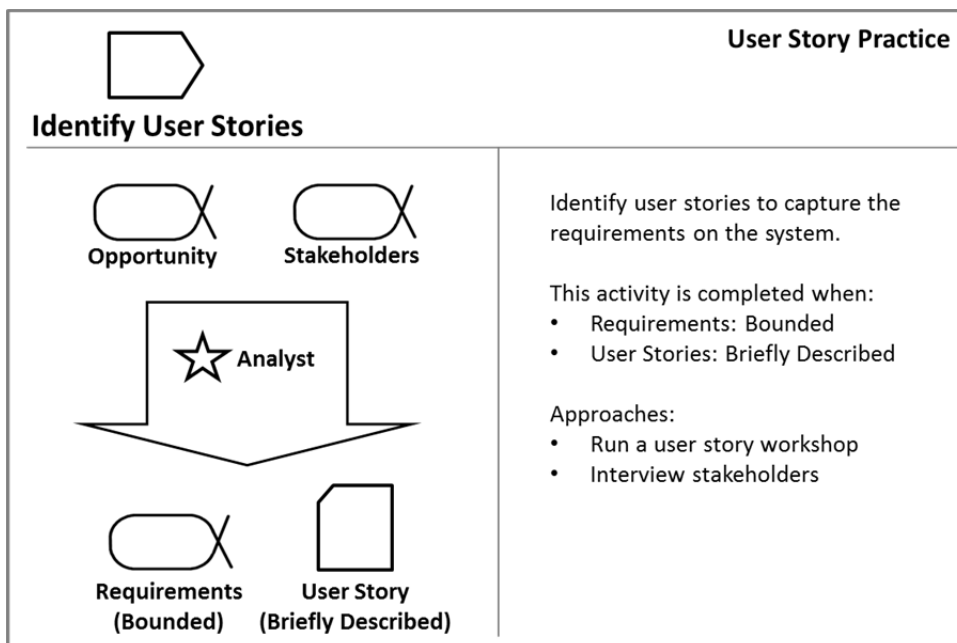 User Story Practice
Identify User Stories
Opportunity
Stakeholders
Analyst
Requirements
(Bounded)
User Story
(Briefly Described)
Identify user stories to capture the
requirements on the system.
This activity is completed when:
• Requirements: Bounded
• User Stories: Briefly Described
Approaches:
• Run a user story workshop
• Interview stakeholders